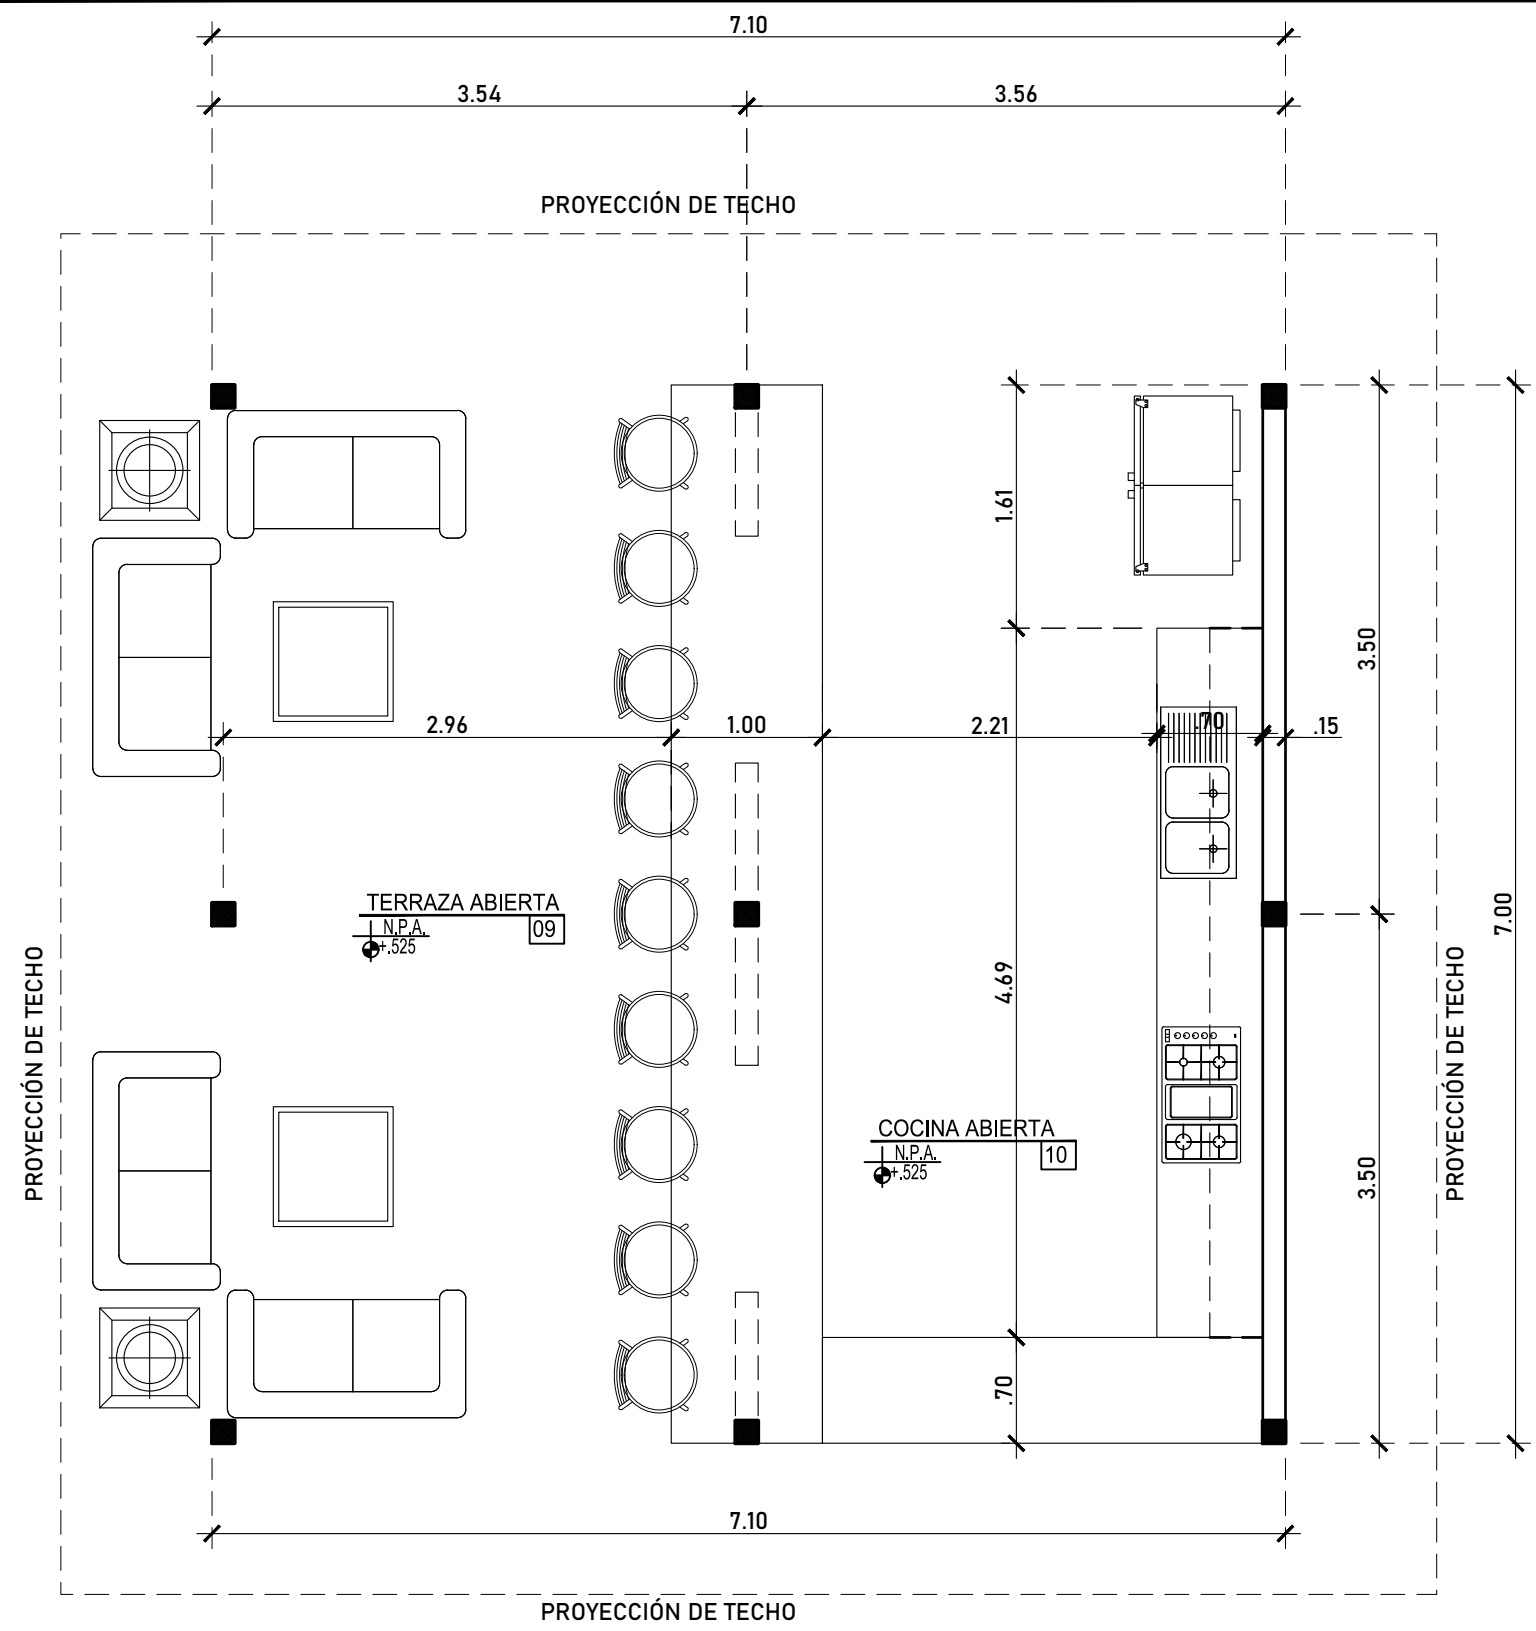 7.10
3.54
3.56
PROYECCIÓN DE TECHO
1.61
3.50
2.96
1.00
2.21
.70
.15
TERRAZA ABIERTA
N.P.A.
09
+.525
7.00
4.69
PROYECCIÓN DE TECHO
PROYECCIÓN DE TECHO
COCINA ABIERTA
N.P.A.
10
+.525
3.50
.70
7.10
PROYECCIÓN DE TECHO